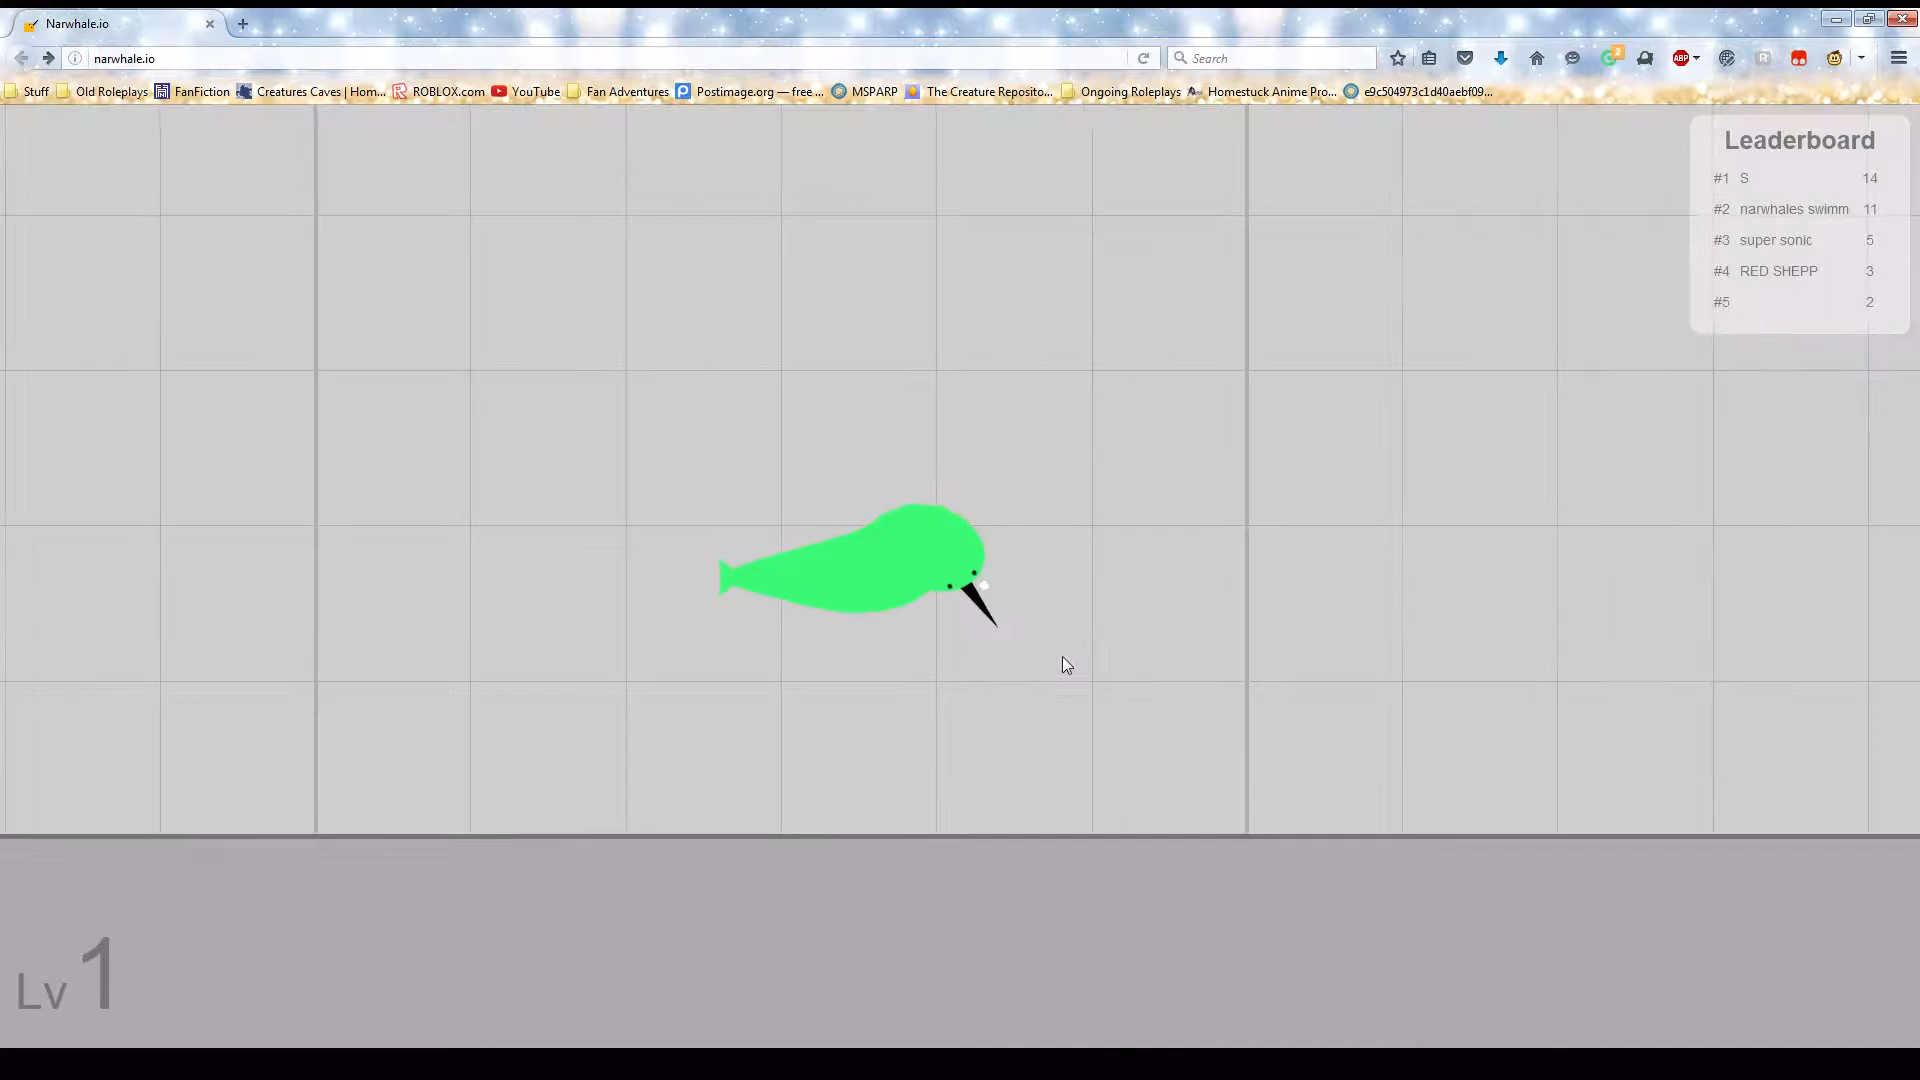 Narwhale.io
narwhale.io
Search
2
ABP
Stuff Old Roleplays FanFiction Creatures Caves | Hom... ROBLOX.com YouTube Fan Adventures Postimage.org — free ... MSPARP The Creature Reposito... Ongoing Roleplays Homestuck Anime Pro... e9c504973c1d40aebf09...
Leaderboard
#1 S 14
#2 narwhales swimm 11
#3 super sonic 5
#4 RED SHEPP 3
#5 2
Lv 1